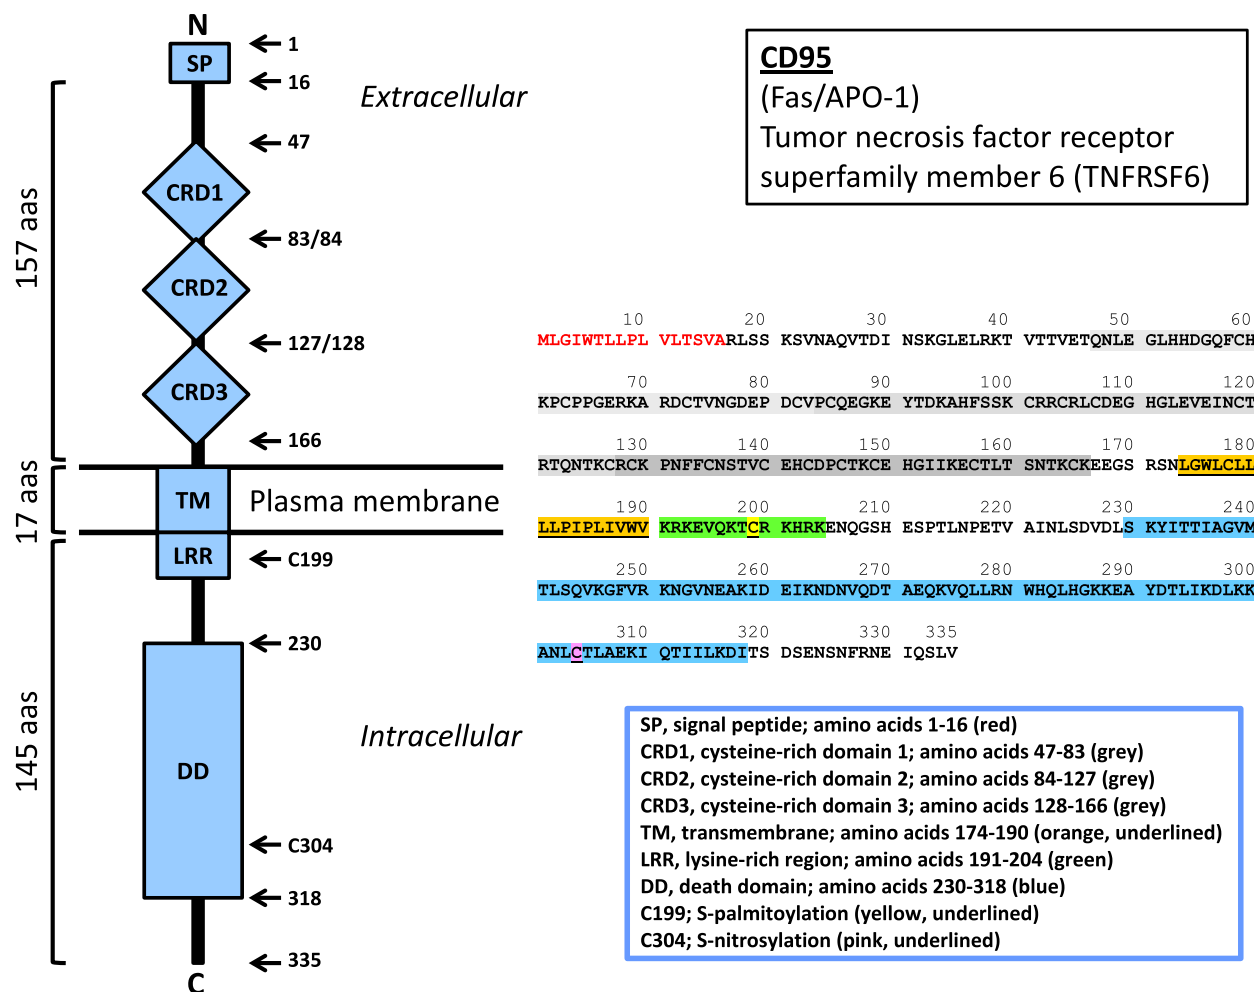 N
SP
1
16
Extracellular
47
CRD1
83/84
CRD2
127/128
CRD3
166
157 aas
17 aas
TM
Plasma membrane
LRR
C199
230
145 aas
Intracellular
DD
C304
318
335
C
CD95
(Fas/APO-1)
Tumor necrosis factor receptor
superfamily member 6 (TNFRSF6)
10 20 30 40 50 60
MLGIWTLLPL VLTSVARLSS KSVNAQVTDI NSKGLELRKT VTTVETQNLE GLHHDGQFCH
70 80 90 100 110 120
KPCPPGERKA RDCTVNGDEP DCVPCQEGKE YTDKAHFSSK CRRCRLCDEG HGLEVEINCT
130 140 150 160 170 180
RTQNTKCRCK PNFFCNSTVC EHCDPCTKCE HGIIKECTLT SNTKCKEEGS RSNLGWLCLL
190 200 210 220 230 240
LLPIPLIVWV KRKEVQKTCR KHRKENQGSH ESPTLNPETV AINLSDVDLS KYITTIAGVM
250 260 270 280 290 300
TLSQVKGFVR KNGVNEAKID EIKNDNVQDT AEQKVQLLRN WHQLHGKKEA YDTLIKDLKK
310 320 330 335
ANLCTLAEKI QTIILKDITS DSENSNFRNE IQSLV
SP, signal peptide; amino acids 1-16 (red)
CRD1, cysteine-rich domain 1; amino acids 47-83 (grey)
CRD2, cysteine-rich domain 2; amino acids 84-127 (grey)
CRD3, cysteine-rich domain 3; amino acids 128-166 (grey)
TM, transmembrane; amino acids 174-190 (orange, underlined)
LRR, lysine-rich region; amino acids 191-204 (green)
DD, death domain; amino acids 230-318 (blue)
C199; S-palmitoylation (yellow, underlined)
C304; S-nitrosylation (pink, underlined)